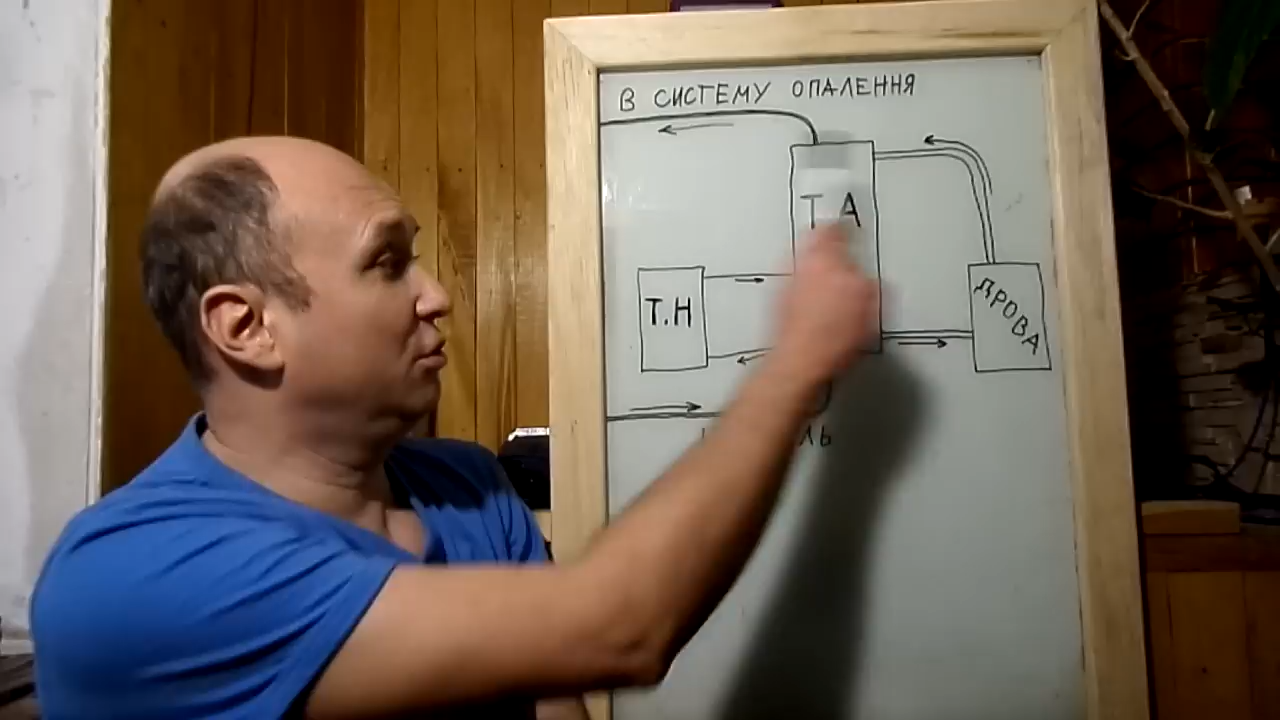 В СИСТЕМУ ОПАЛЕННЯ
Т А
Т.Н
ДРОВА